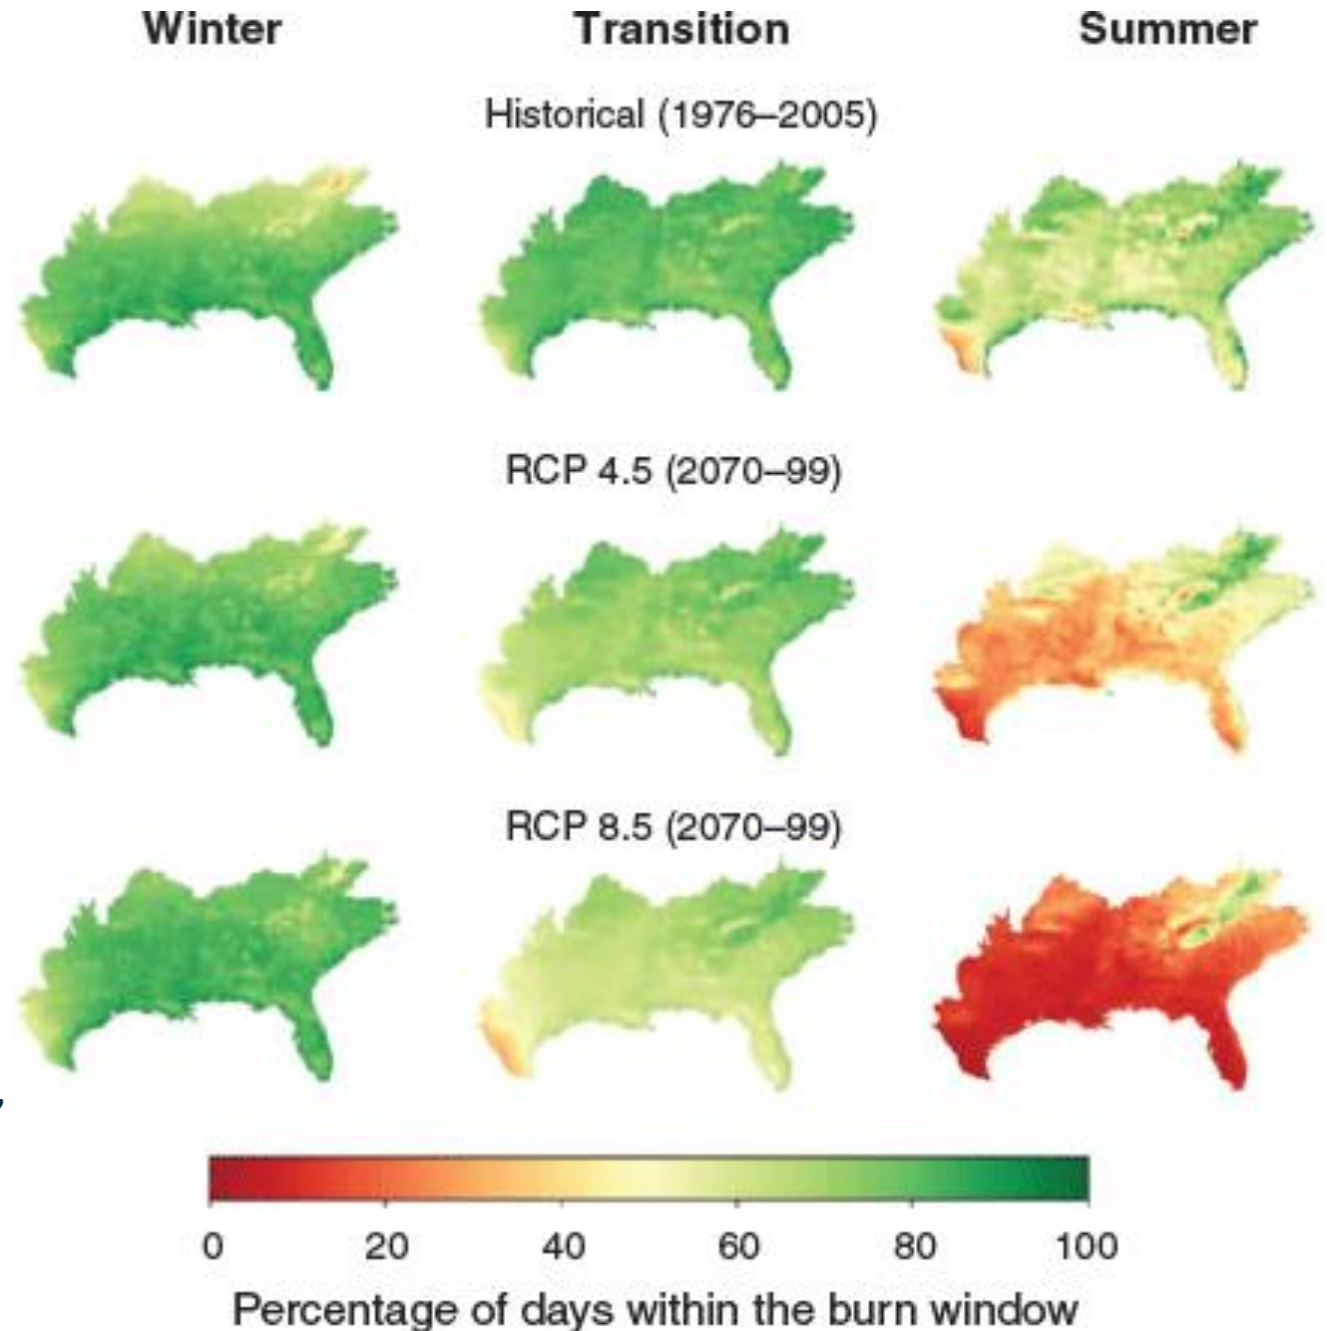 Winter Transition Summer
Historical (1976–2005)
RCP 4.5 (2070–99)
RCP 8.5 (2070–99)
,
0 20 40 60 80 100
Percentage of days within the burn window